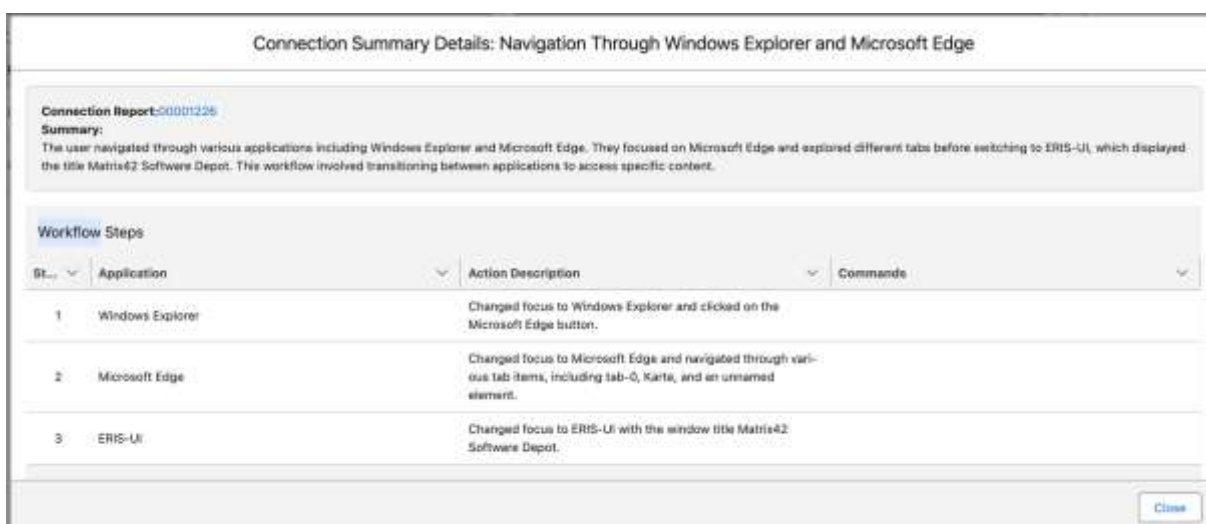 Connection Summary Details: Navigation Through Windows Explorer and Microsoft Edge
Connection Report:00001226
Summary:
The user navigated through various applications including Windows Explorer and Microsoft Edge. They focused on Microsoft Edge and explored different tabs before switching to ERIS-UI, which displayed
the title Matrix42 Software Depot. This workflow involved transitioning between applications to access specific content.
Workflow Steps
St... Application Action Description Commands
1 Windows Explorer Changed focus to Windows Explorer and clicked on the
Microsoft Edge button.
2 Microsoft Edge Changed focus to Microsoft Edge and navigated through vari-
ous tab items, including tab-0, Karte, and an unnamed
element.
3 ERIS-UI Changed focus to ERIS-UI with the window title Matrix42
Software Depot.
Close